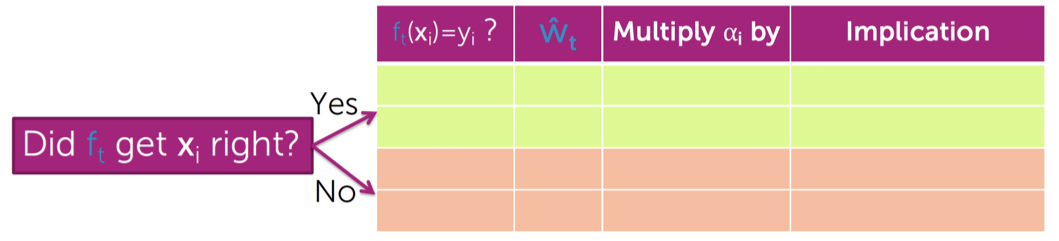 fₜ(xᵢ)=yᵢ ? Ŵₜ Multiply αᵢ by Implication
Yes
Did fₜ get xᵢ right?
No